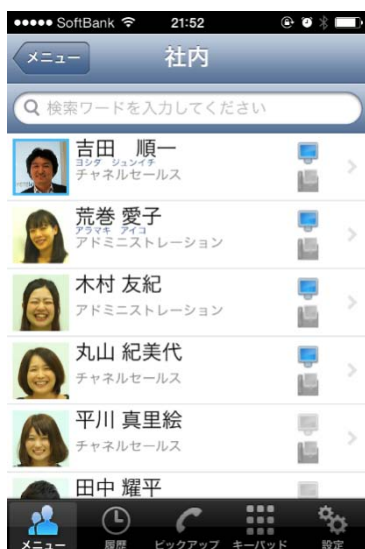 SoftBank 21:52
メニュー 社内
検索ワードを入力してください
吉田 順一
ヨシダ ジュンイチ
チャネルセールス
荒巻 愛子
アラマキ アイコ
アドミニストレーション
木村 友紀
アドミニストレーション
丸山 紀美代
チャネルセールス
平川 真里絵
チャネルセールス
田中 耀平
メニュー 履歴 ピックアップ キーパッド 設定